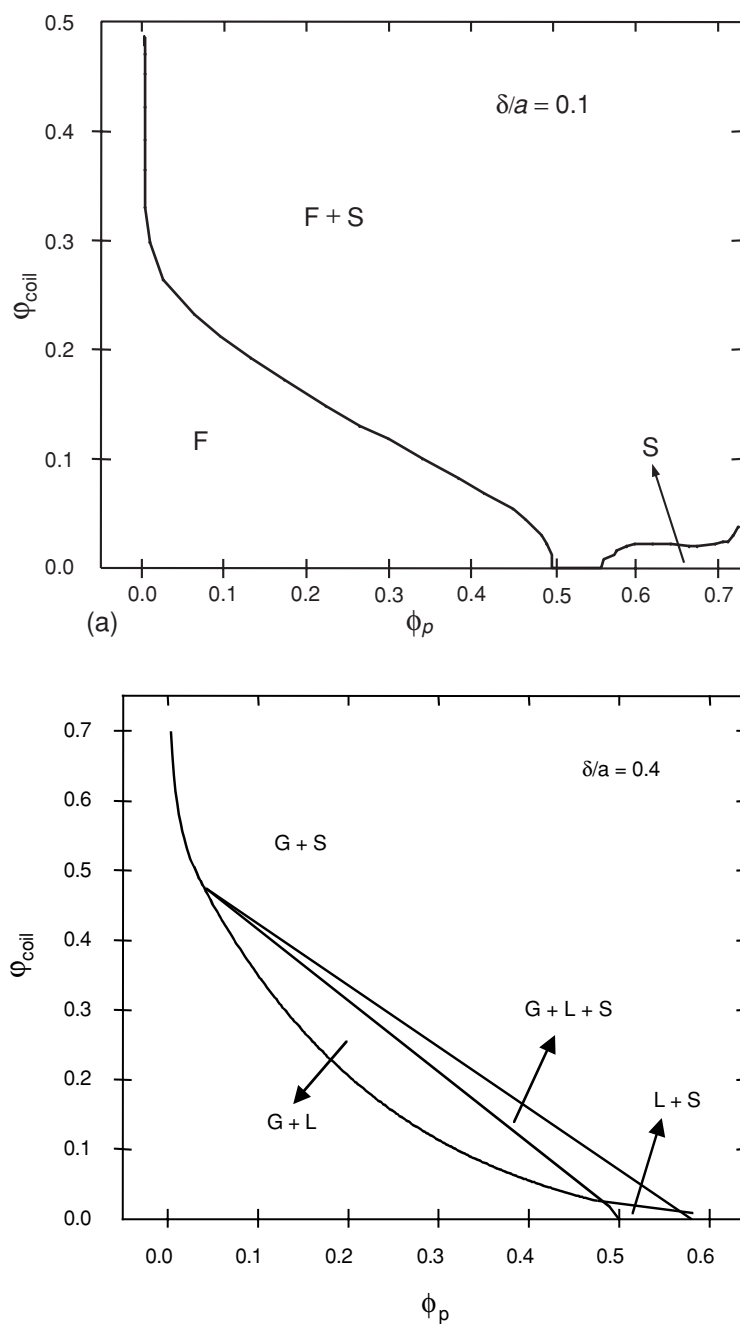 0.5
δ/a = 0.1
0.4
F + S
0.3
φcoil
0.2
F
0.1
S
0.0
0.0 0.1 0.2 0.3 0.4 0.5 0.6 0.7
(a)
ϕp
0.7
δ/a = 0.4
0.6
G + S
0.5
0.4
φcoil
0.3
G + L + S
0.2
L + S
G + L
0.1
0.0
0.0 0.1 0.2 0.3 0.4 0.5 0.6
ϕp